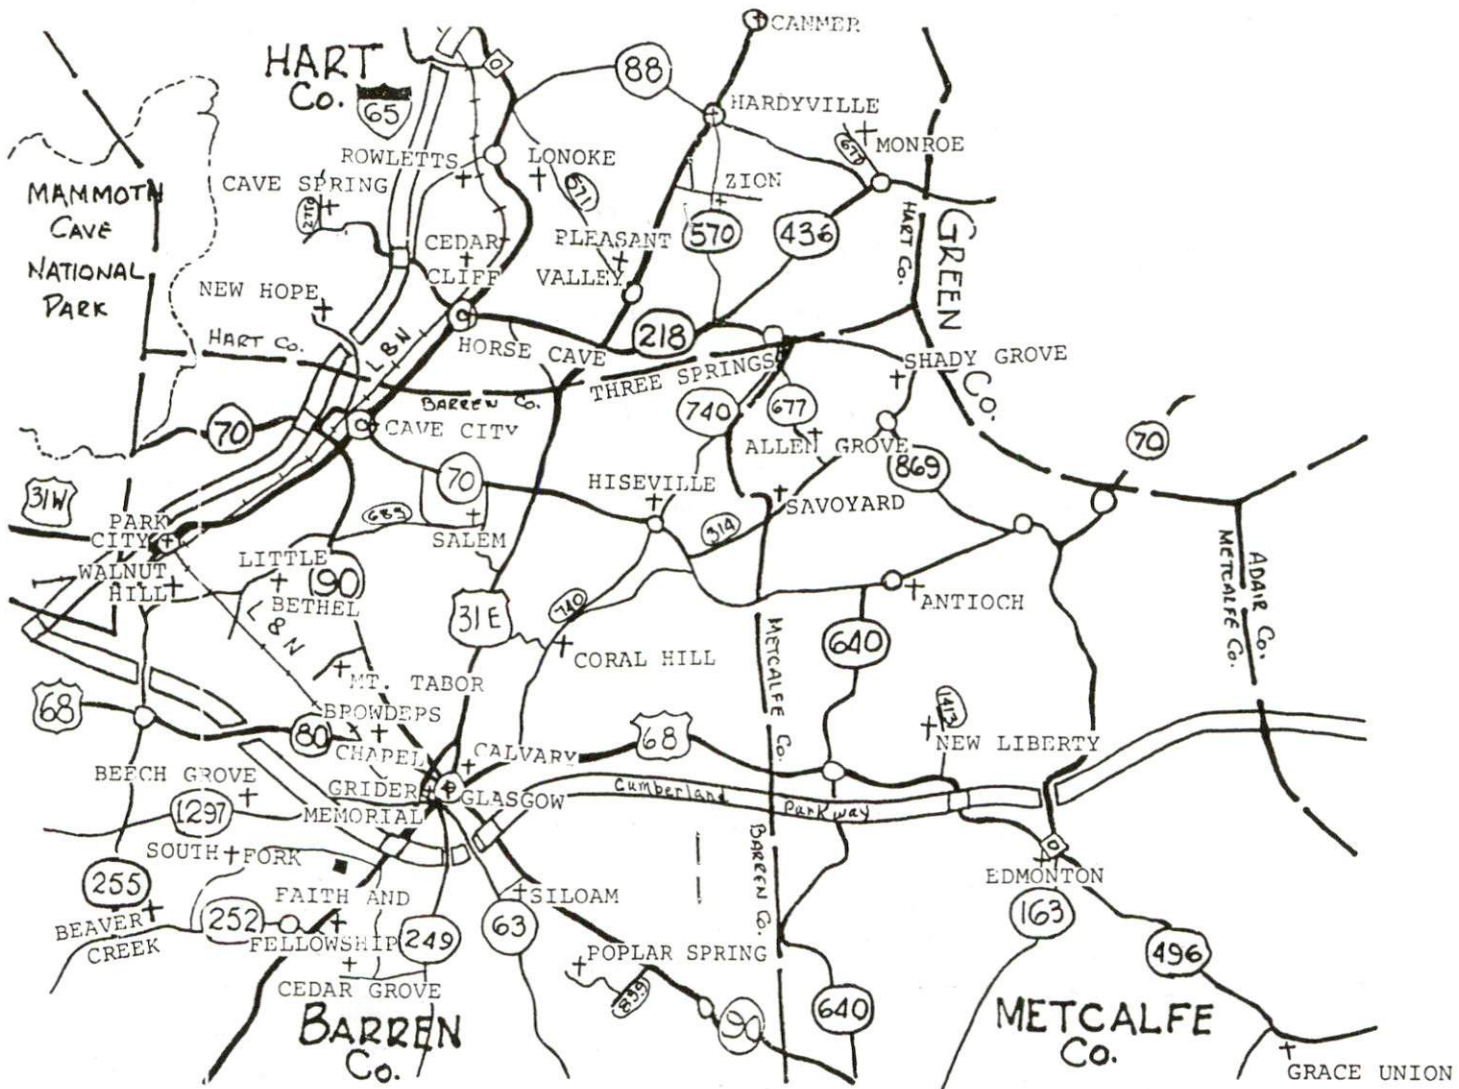 CANMER
HART
Co.
65
88
HARDYVILLE
677
MONROE
ROWLETTS
LONOKE
CAVE SPRING
571
ZION
MAMMOTH
CAVE
NATIONAL
PARK
CEDAR
CLIFF
PLEASANT
VALLEY
570
436
HART Co.
GREEN
Co.
NEW HOPE
HART Co.
L&N
HORSE CAVE
218
THREE SPRINGS
SHADY GROVE
BARREN Co.
70
CAVE CITY
740
677
ALLEN GROVE
869
70
31W
70
HISEVILLE
SAVOYARD
PARK
CITY
685
SALEM
314
WALNUT
HILL
LITTLE
BETHEL
90
L&N
31E
740
ANTIOCH
METCALFE Co.
ADAIR Co.
METCALFE Co.
640
CORAL HILL
MT. TABOR
68
BROWDERS
CHAPEL
80
CALVARY
68
1413
NEW LIBERTY
BEECH GROVE
GRIDER
MEMORIAL
GLASGOW
Cumberland
Parkway
1297
SOUTH FORK
BARREN Co.
EDMONTON
255
FAITH AND
FELLOWSHIP
SILOAM
163
BEAVER
CREEK
252
249
63
POPLAR SPRING
496
CEDAR GROVE
899
90
640
BARREN
Co.
METCALFE
Co.
GRACE UNION